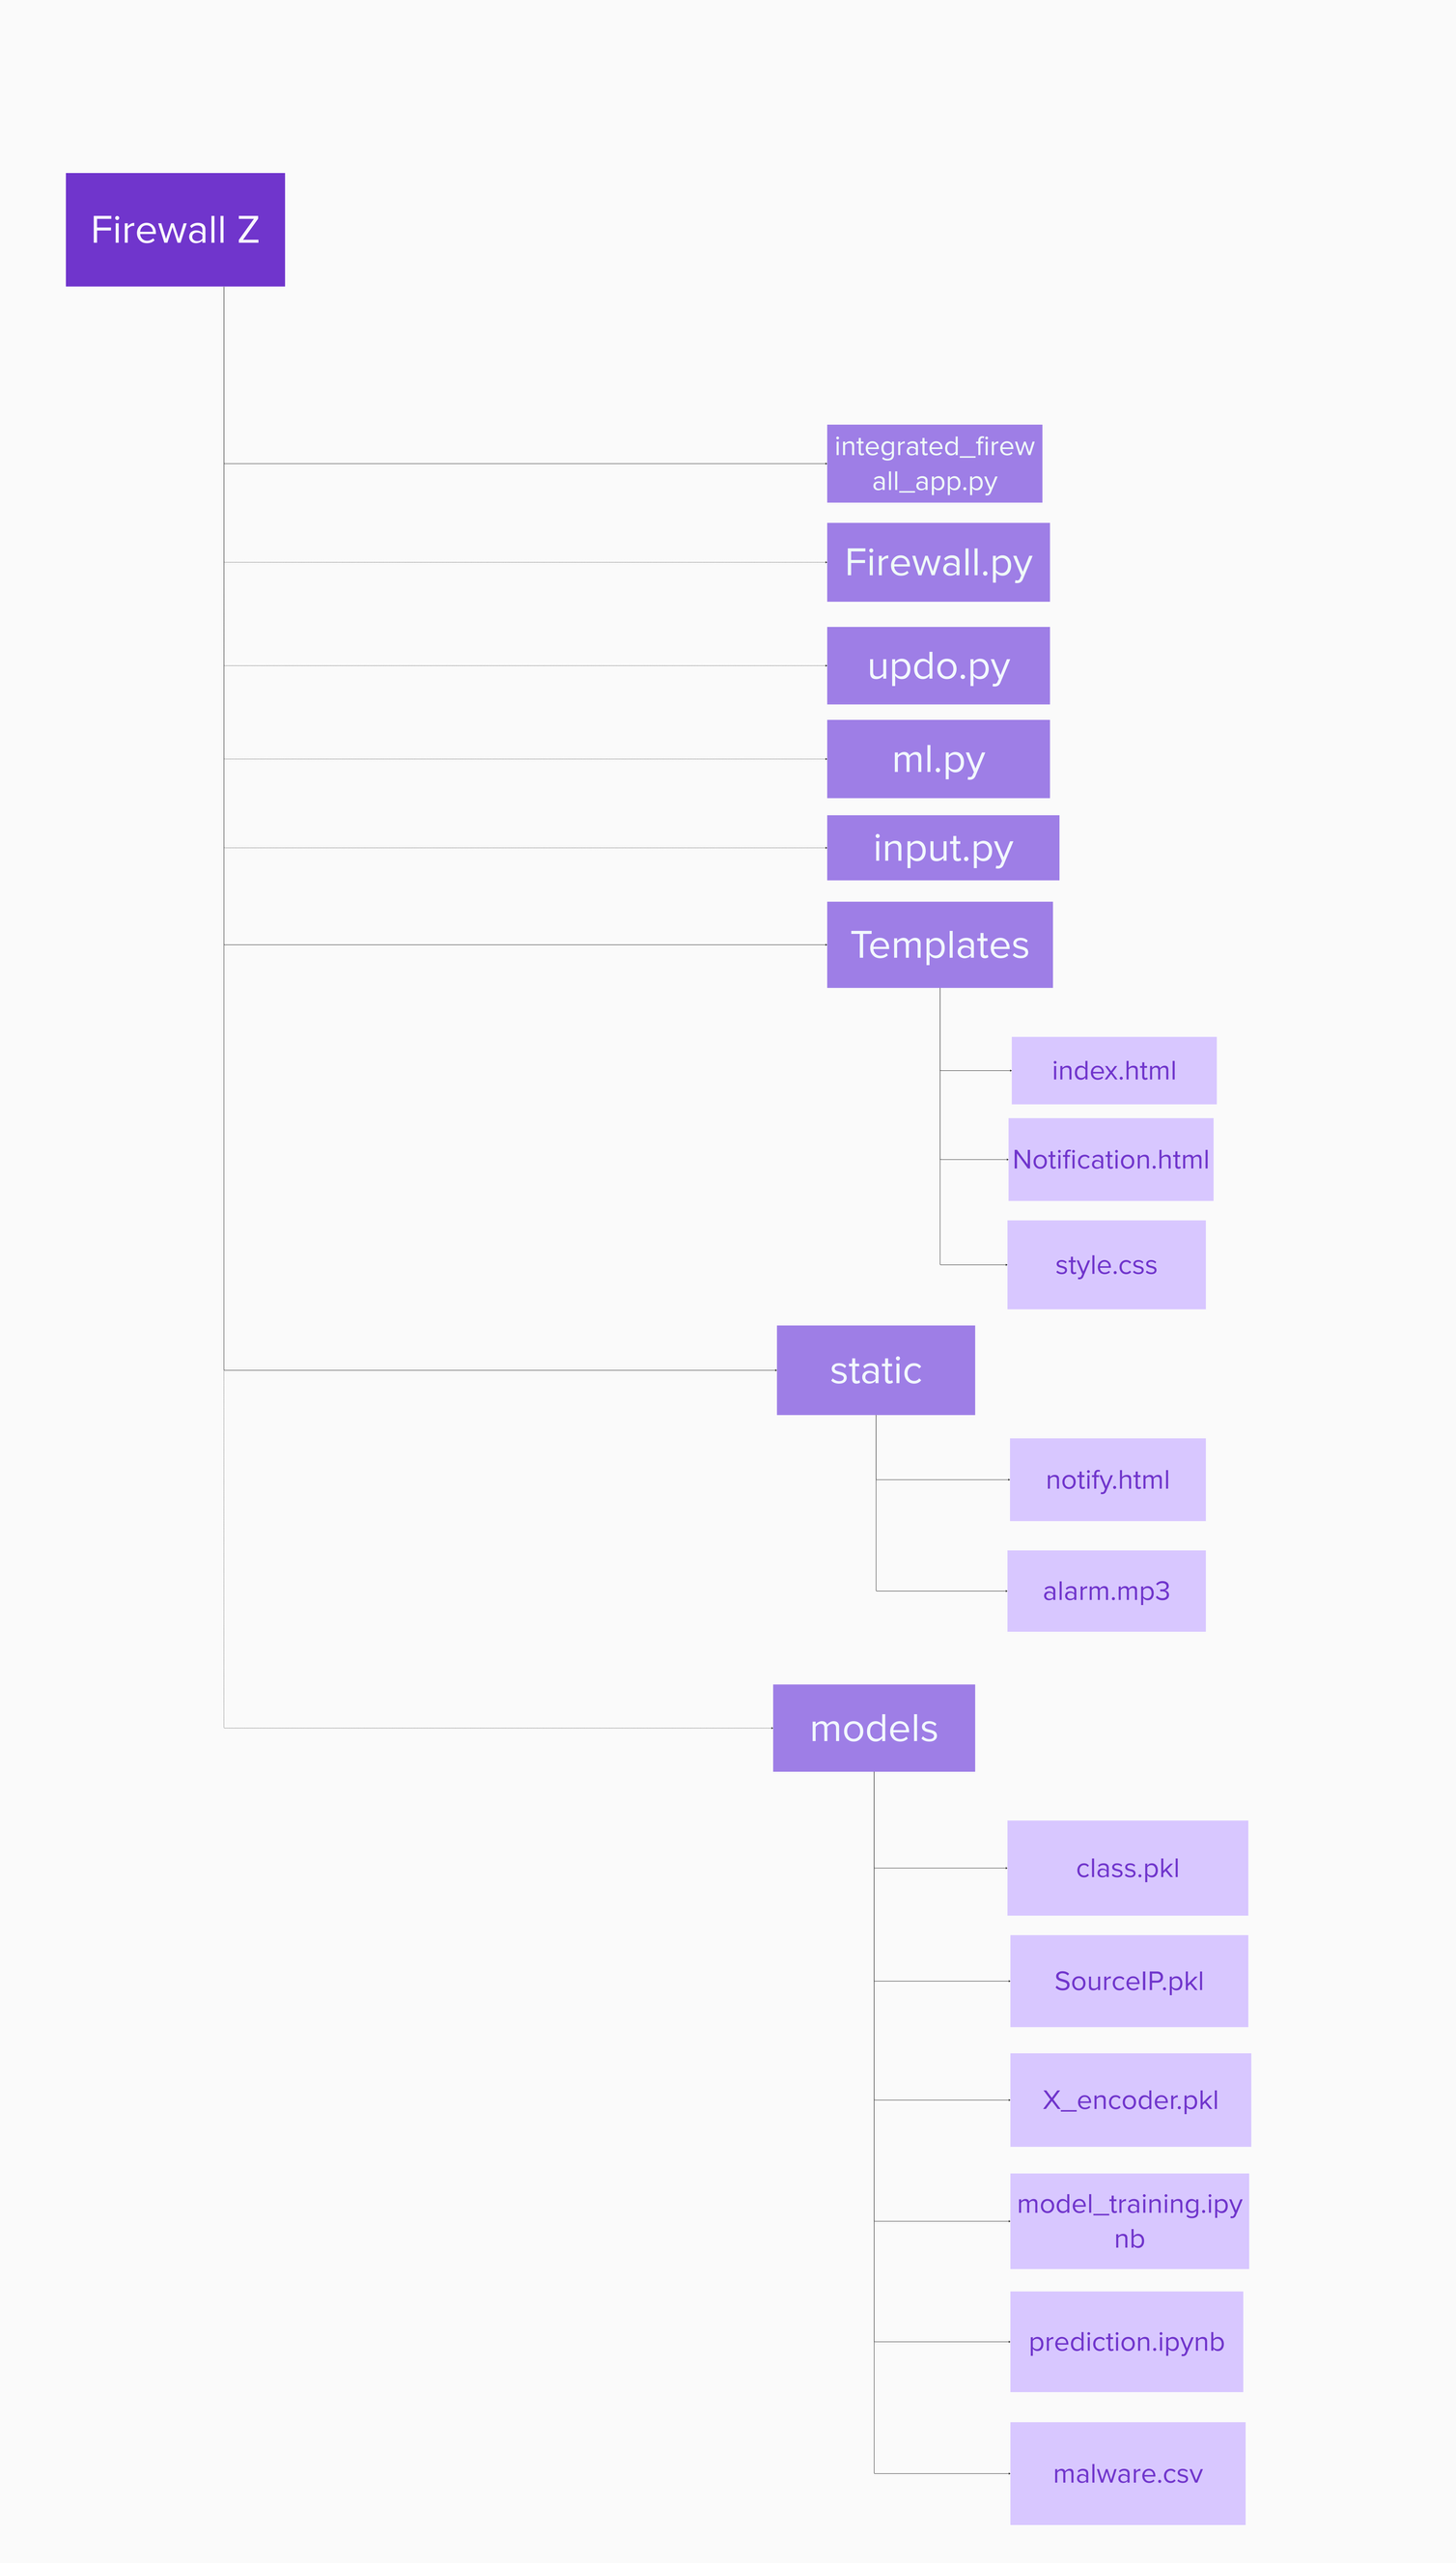 Firewall Z
integrated_firew
all_app.py
Firewall.py
updo.py
ml.py
input.py
Templates
index.html
Notification.html
style.css
static
notify.html
alarm.mp3
models
class.pkl
SourceIP.pkl
X_encoder.pkl
model_training.ipy
nb
prediction.ipynb
malware.csv